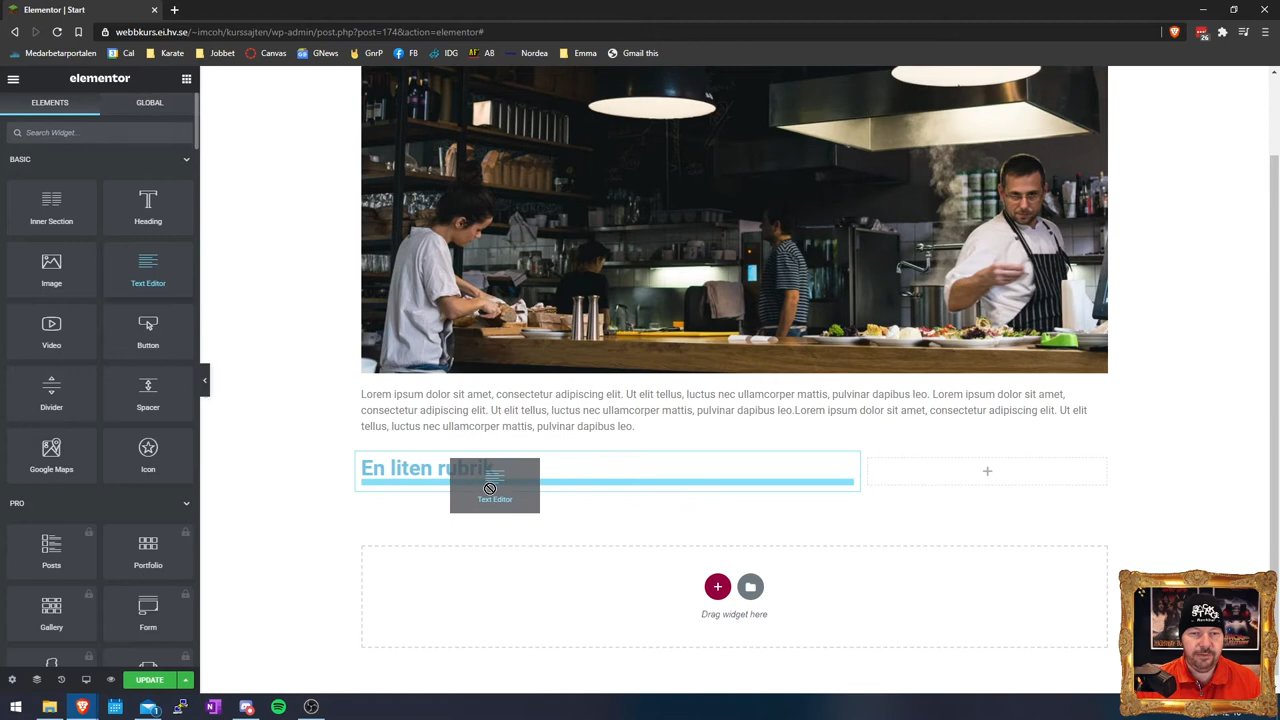 Elementor | Start
webbkurs.ei.hv.se/~imcoh/kurssajten/wp-admin/post.php?post=174&action=elementor#
26
Medarbetarportalen
Cal
Karate
Jobbet
Canvas
GNews
GnrP
FB
IDG
AB
Nordea
Emma
Gmail this
elementor
ELEMENTS
GLOBAL
Search Widget...
BASIC
Inner Section
Heading
Image
Text Editor
Video
Button
Divider
Spacer
Google Maps
Icon
PRO
Posts
Portfolio
Gallery
Form
UPDATE
Lorem ipsum dolor sit amet, consectetur adipiscing elit. Ut elit tellus, luctus nec ullamcorper mattis, pulvinar dapibus leo. Lorem ipsum dolor sit amet,
consectetur adipiscing elit. Ut elit tellus, luctus nec ullamcorper mattis, pulvinar dapibus leo.Lorem ipsum dolor sit amet, consectetur adipiscing elit. Ut elit
tellus, luctus nec ullamcorper mattis, pulvinar dapibus leo.
En liten rubrik
Text Editor
Drag widget here